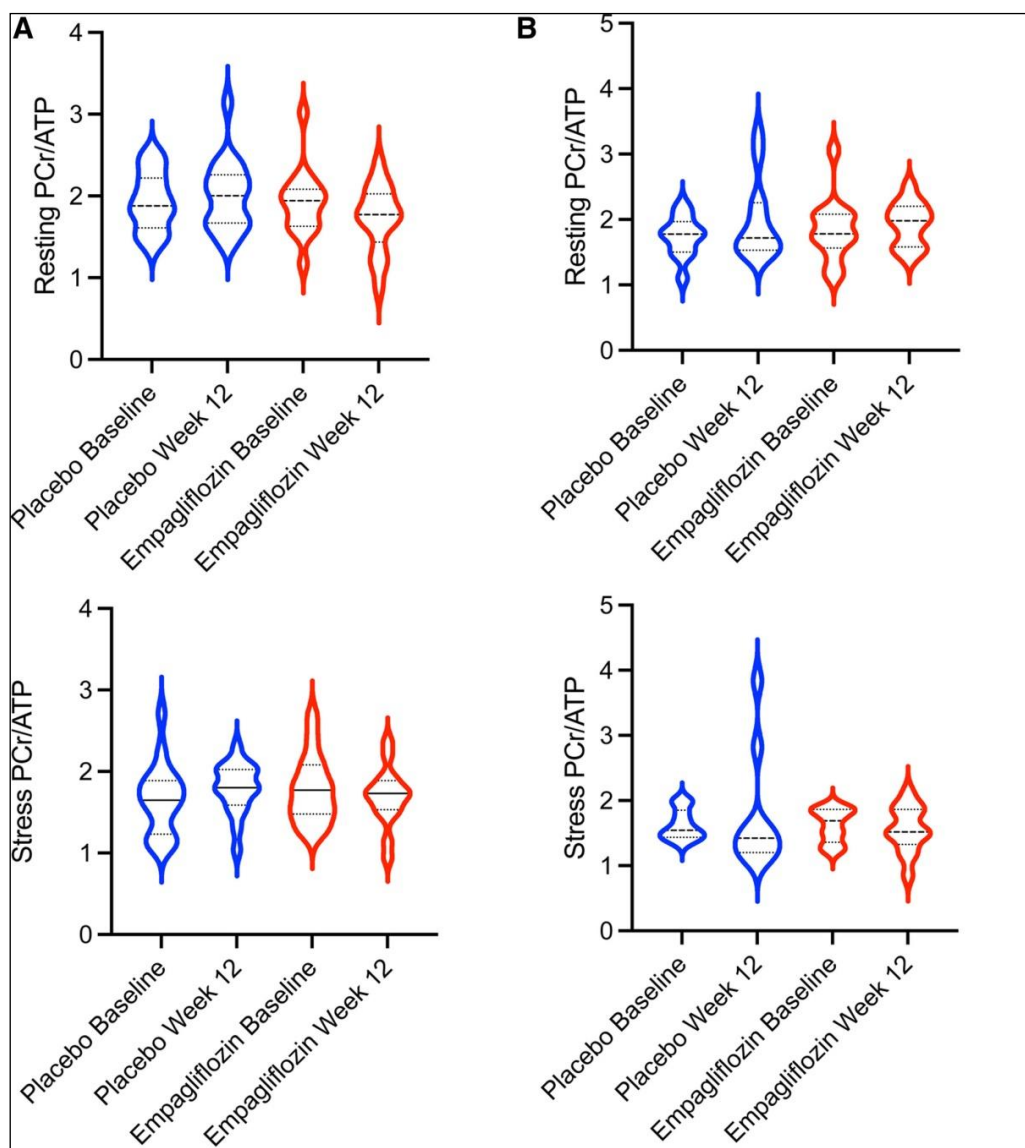 A
4
3
2
1
0
Resting PCr/ATP
Placebo Baseline
Placebo Week 12
Empagliflozin Baseline
Empagliflozin Week 12
B
5
4
3
2
1
0
Resting PCr/ATP
Placebo Baseline
Placebo Week 12
Empagliflozin Baseline
Empagliflozin Week 12
4
3
2
1
0
Stress PCr/ATP
Placebo Baseline
Placebo Week 12
Empagliflozin Baseline
Empagliflozin Week 12
5
4
3
2
1
0
Stress PCr/ATP
Placebo Baseline
Placebo Week 12
Empagliflozin Baseline
Empagliflozin Week 12